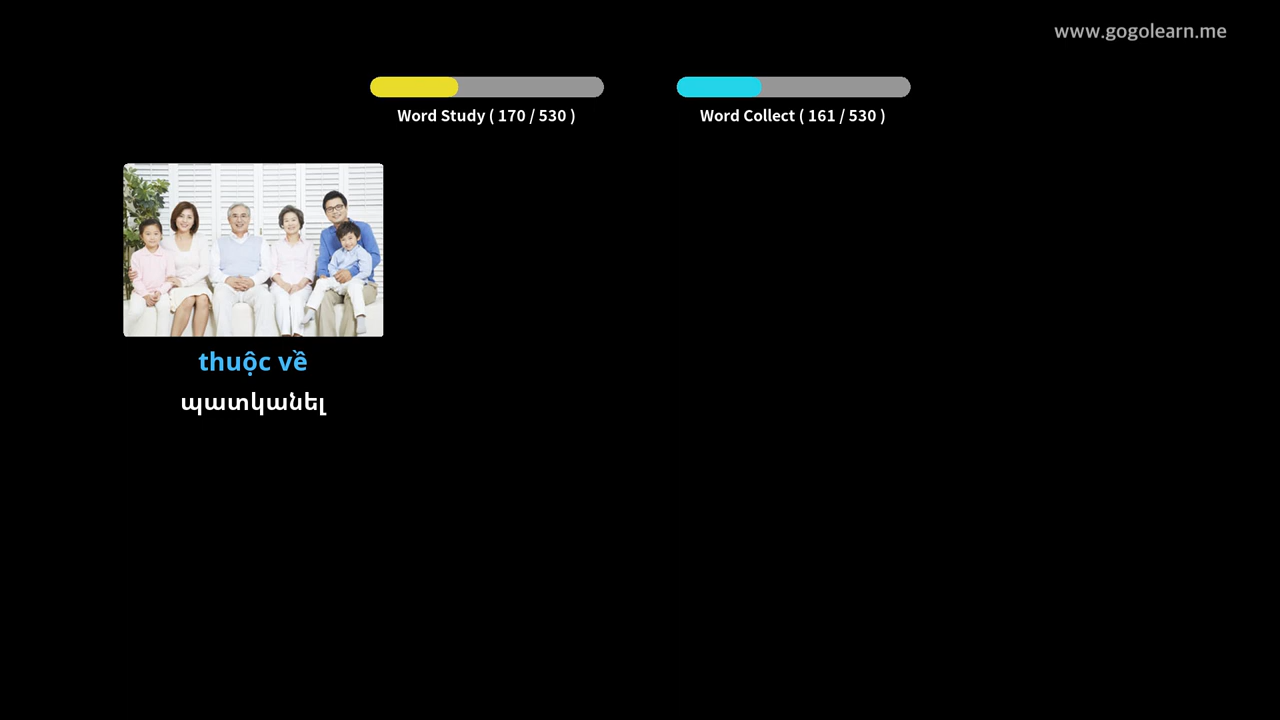 www.gogolearn.me
Word Study ( 170 / 530 )
Word Collect ( 161 / 530 )
thuộc về
պատկանել